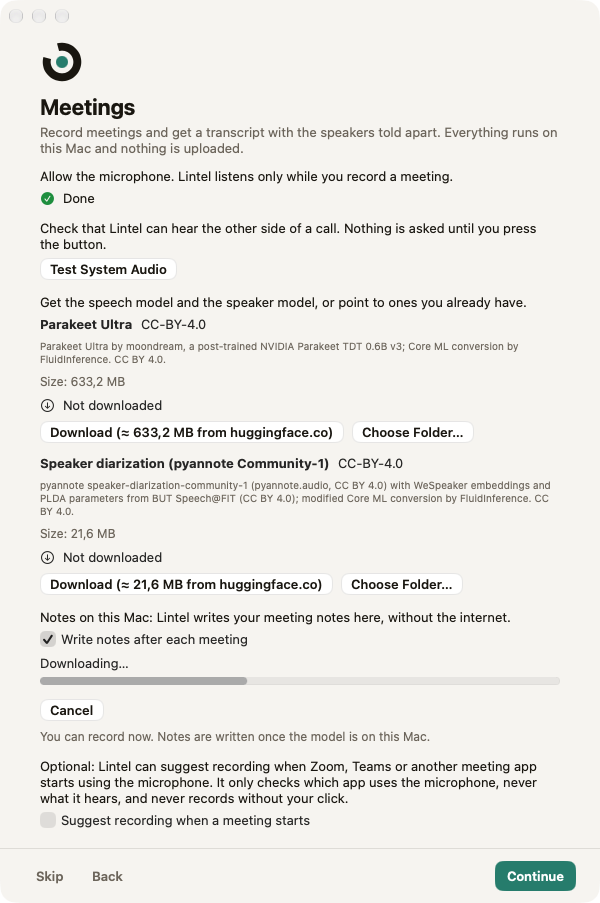 Meetings
Record meetings and get a transcript with the speakers told apart. Everything runs on
this Mac and nothing is uploaded.
Allow the microphone. Lintel listens only while you record a meeting.
Done
Check that Lintel can hear the other side of a call. Nothing is asked until you press
the button.
Test System Audio
Get the speech model and the speaker model, or point to ones you already have.
Parakeet Ultra CC-BY-4.0
Parakeet Ultra by moondream, a post-trained NVIDIA Parakeet TDT 0.6B v3; Core ML conversion by
FluidInference. CC BY 4.0.
Size: 633,2 MB
Not downloaded
Download (≈ 633,2 MB from huggingface.co) Choose Folder...
Speaker diarization (pyannote Community-1) CC-BY-4.0
pyannote speaker-diarization-community-1 (pyannote.audio, CC BY 4.0) with WeSpeaker embeddings and
PLDA parameters from BUT Speech@FIT (CC BY 4.0); modified Core ML conversion by FluidInference. CC
BY 4.0.
Size: 21,6 MB
Not downloaded
Download (≈ 21,6 MB from huggingface.co) Choose Folder...
Notes on this Mac: Lintel writes your meeting notes here, without the internet.
Write notes after each meeting
Downloading...
Cancel
You can record now. Notes are written once the model is on this Mac.
Optional: Lintel can suggest recording when Zoom, Teams or another meeting app
starts using the microphone. It only checks which app uses the microphone, never
what it hears, and never records without your click.
Suggest recording when a meeting starts
Skip Back Continue